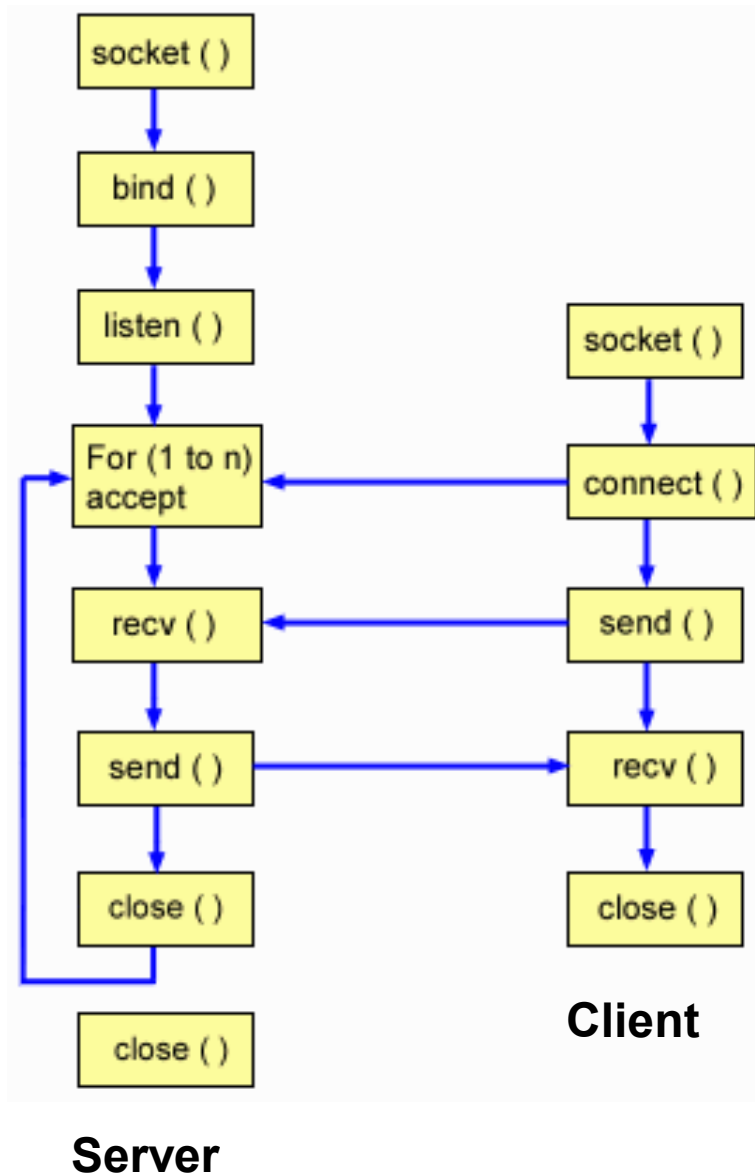 socket ( )
bind ( )
listen ( )
For (1 to n)
accept
recv ( )
send ( )
close ( )
close ( )
Server
socket ( )
connect ( )
send ( )
recv ( )
close ( )
Client